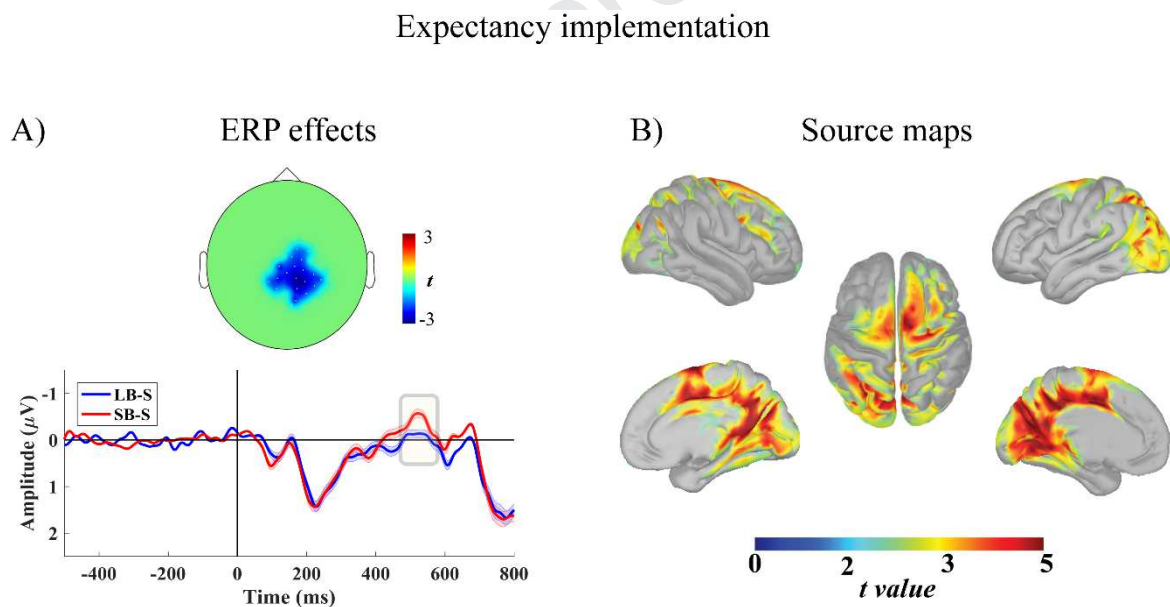 Expectancy implementation
A)
ERP effects
3
t
-3
LB-S
SB-S
-1
0
1
2
Amplitude (μV)
-400
-200
0
200
400
600
800
Time (ms)
B)
Source maps
0
2
3
5
t value